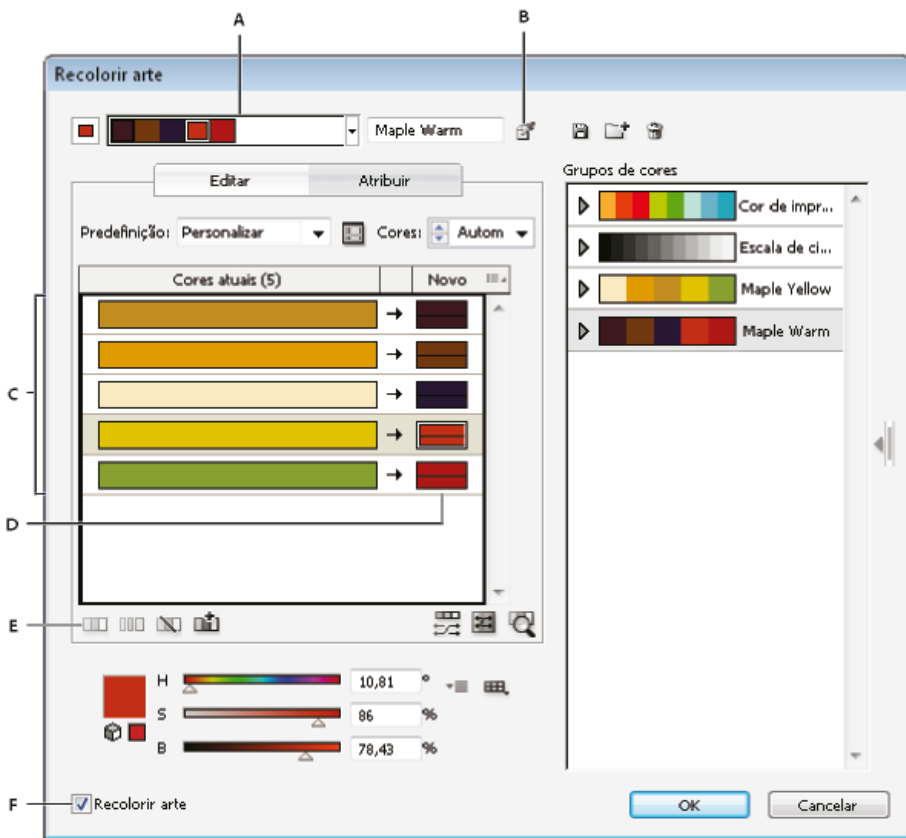 A
B
Recolorir arte
Maple Warm
Grupos de cores
Editar
Atribuir
Cor de impr...
Predefinição: Personalizar
Cores: Autom
Escala de ci...
Cores atuais (5)
Novo
Maple Yellow
Maple Warm
C
D
E
H 10,81 °
S 86 %
B 78,43 %
F
Recolorir arte
OK
Cancelar